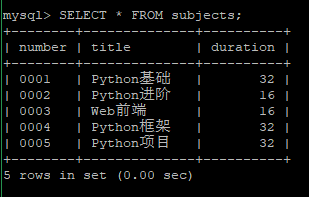 mysql> SELECT * FROM subjects;
+--------+--------------+----------+
| number | title        | duration |
+--------+--------------+----------+
| 0001   | Python基础   |       32 |
| 0002   | Python进阶   |       16 |
| 0003   | Web前端      |       16 |
| 0004   | Python框架   |       32 |
| 0005   | Python项目   |       32 |
+--------+--------------+----------+
5 rows in set (0.00 sec)